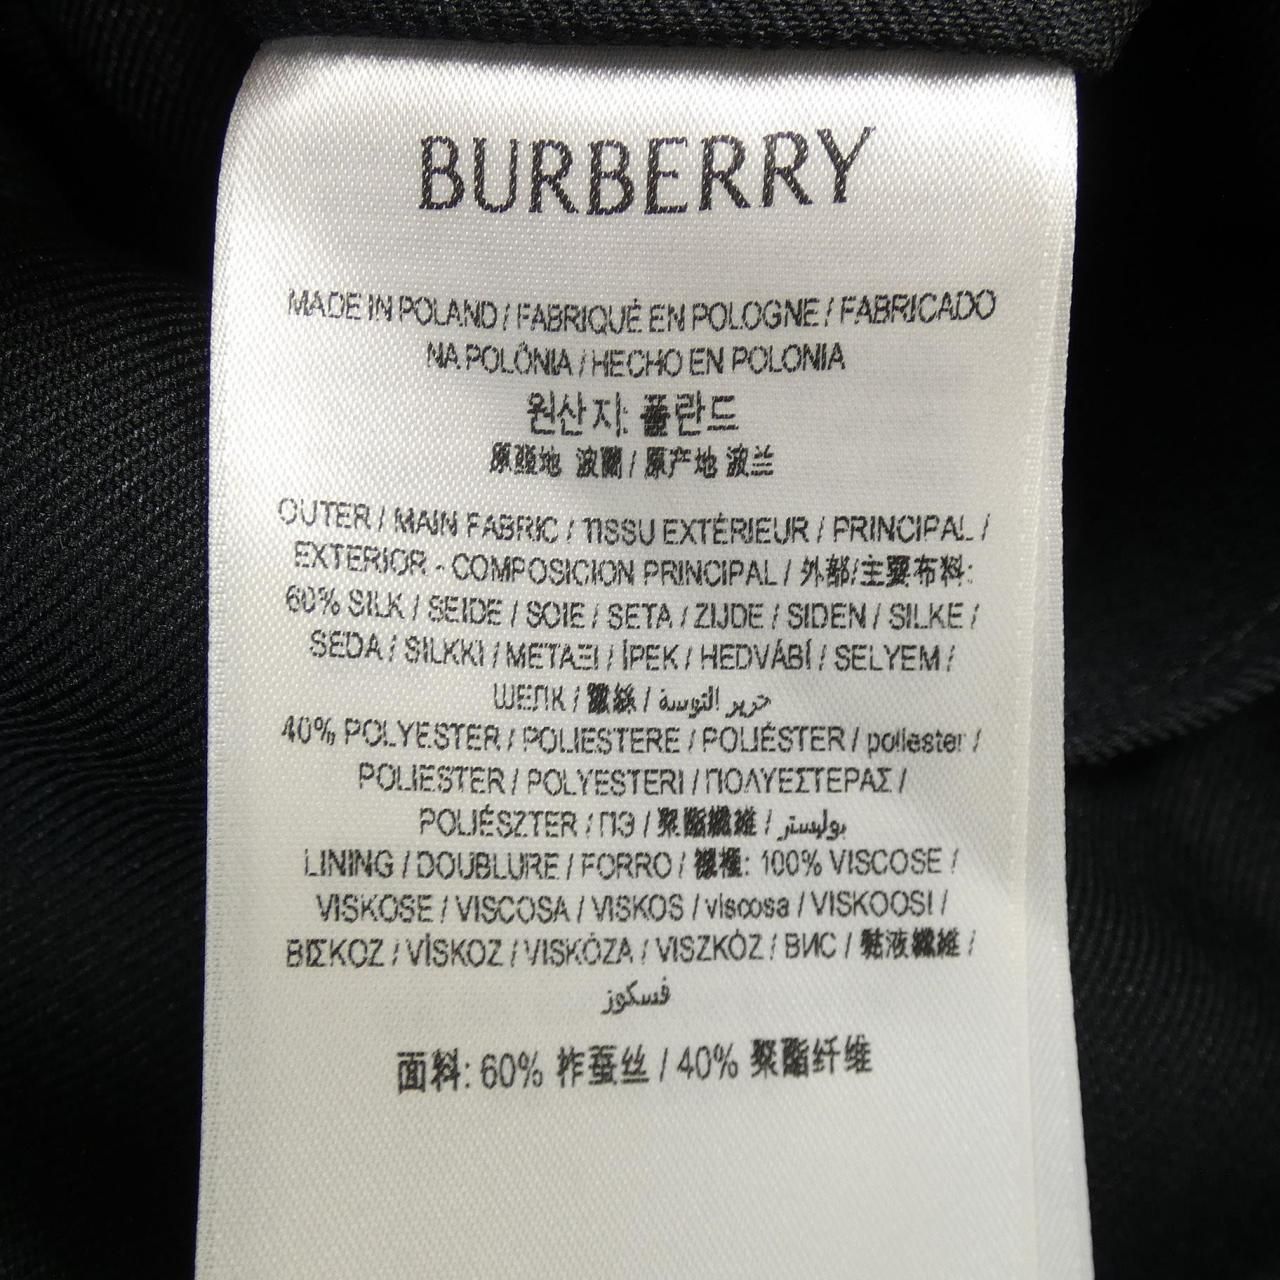 BURBERRY
MADE IN POLAND / FABRIQUÉ EN POLOGNE / FABRICADO
NA POLÔNIA / HECHO EN POLONIA
원산지: 폴란드
原產地 波蘭 / 原产地 波兰
OUTER / MAIN FABRIC / TISSU EXTÉRIEUR / PRINCIPAL /
EXTERIOR - COMPOSICION PRINCIPAL / 外部/主要布料:
60% SILK / SEIDE / SOIE / SETA / ZIJDE / SIDEN / SILKE /
SEDA / SILKKI / ΜΕΤΑΞΙ / İPEK / HEDVÁBÍ / SELYEM /
ШЕЛК / 蠶絲 / حرير التوسة
40% POLYESTER / POLIESTERE / POLIÉSTER / poliester /
POLIESTER / POLYESTERI / ΠΟΛΥΕΣΤΕΡΑΣ /
POLIÉSZTER / ПЭ / 聚酯纖維 / بوليستر
LINING / DOUBLURE / FORRO / 襯裡: 100% VISCOSE /
VISKOSE / VISCOSA / VISKOS / viscosa / VISKOOSI /
ΒΙΣΚΟΖ / VİSKOZ / VISKÓZA / VISZKÓZ / ВИС / 黏液纖維 /
فسكوز
面料: 60% 柞蚕丝 / 40% 聚酯纤维